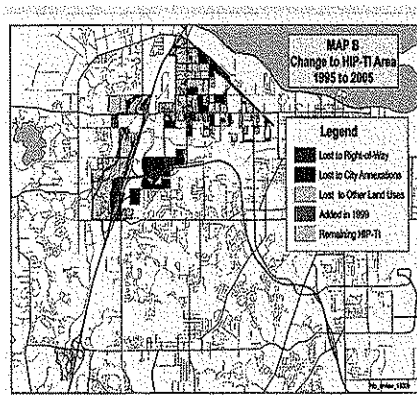 MAP B
Change to HIP-TI Area
1995 to 2005
Legend
Lost to Right-of-Way
Lost to City Annexations
Lost to Other Land Uses
Added in 1999
Remaining HIP-TI